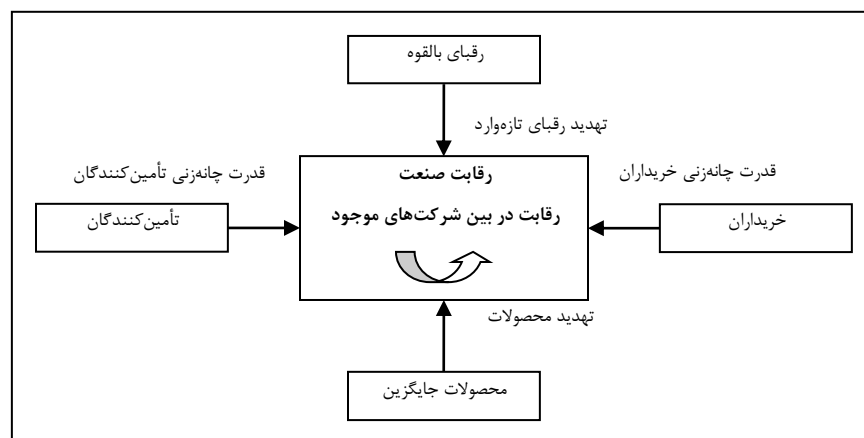 رقبای بالقوه
تهدید رقبای تازه‌وارد
قدرت چانه‌زنی تأمین‌کنندگان
رقابت صنعت
قدرت چانه‌زنی خریداران
تأمین‌کنندگان
رقابت در بین شرکت‌های موجود
خریداران
تهدید محصولات
محصولات جایگزین